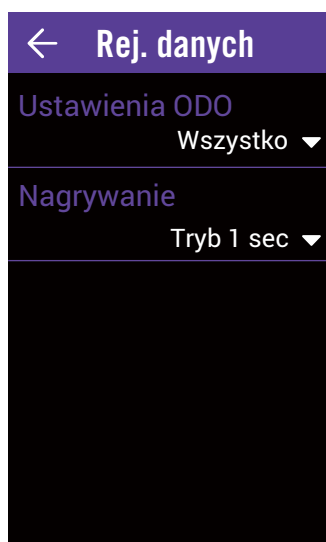 Rej. danych
Ustawienia ODO
Wszystko
Nagrywanie
Tryb 1 sec